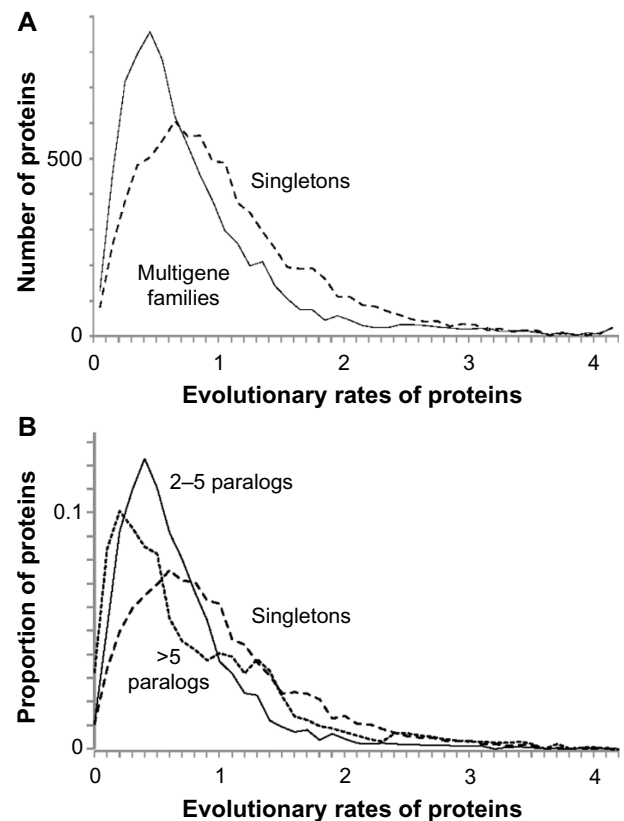 A
Number of proteins
500
0
Singletons
Multigene
families
0
1
2
3
4
Evolutionary rates of proteins
B
Proportion of proteins
0.1
0
2–5 paralogs
Singletons
>5
paralogs
0
1
2
3
4
Evolutionary rates of proteins